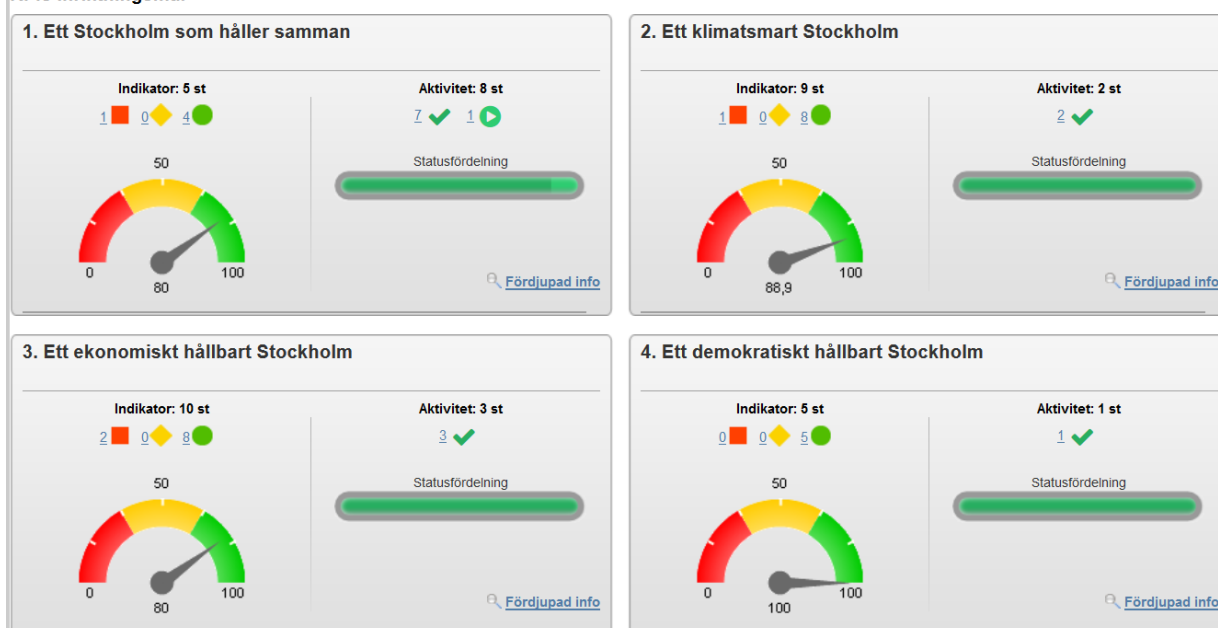 1. Ett Stockholm som håller samman
Indikator: 5 st
1 0 4
50
0 100
80
Aktivitet: 8 st
7 1
Statusfördelning
Fördjupad info
2. Ett klimatsmart Stockholm
Indikator: 9 st
1 0 8
50
0 100
88,9
Aktivitet: 2 st
2
Statusfördelning
Fördjupad info
3. Ett ekonomiskt hållbart Stockholm
Indikator: 10 st
2 0 8
50
0 100
80
Aktivitet: 3 st
3
Statusfördelning
Fördjupad info
4. Ett demokratiskt hållbart Stockholm
Indikator: 5 st
0 0 5
50
0 100
100
Aktivitet: 1 st
1
Statusfördelning
Fördjupad info